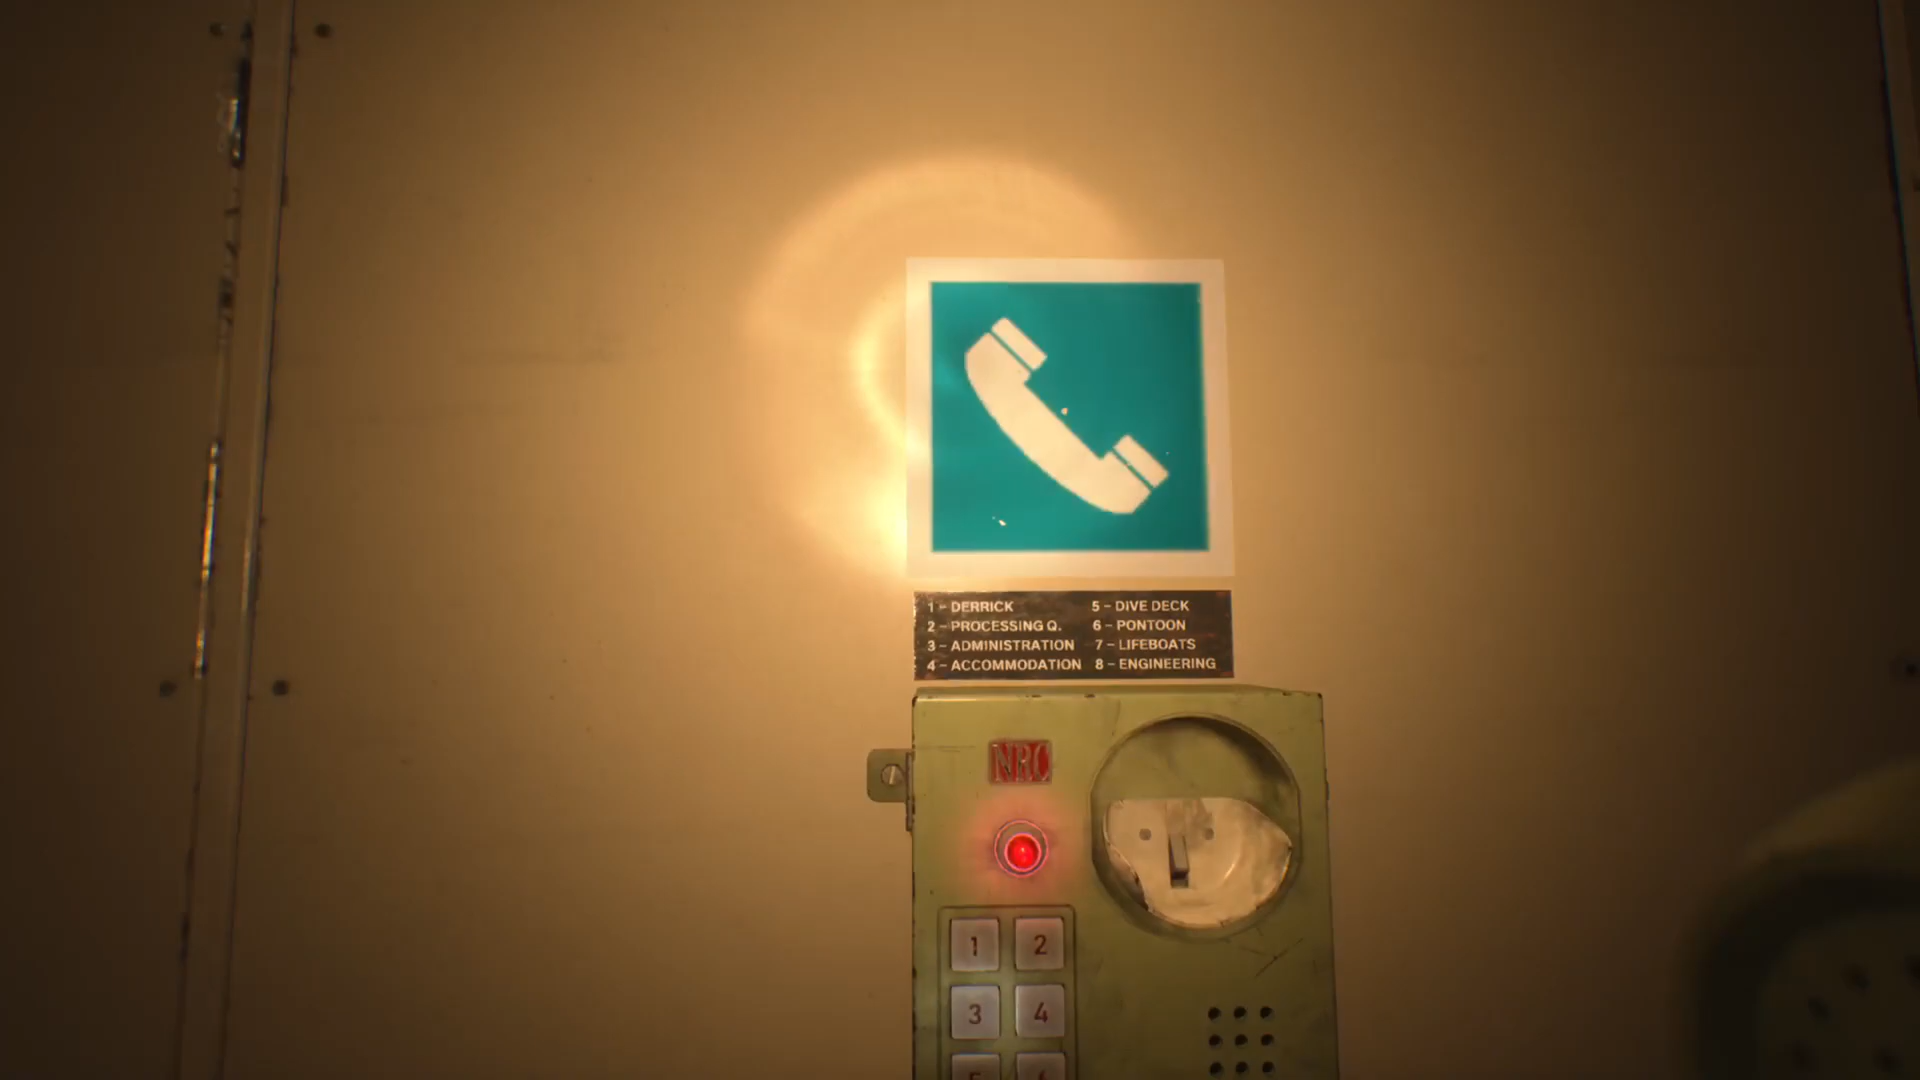 1 - DERRICK
2 - PROCESSING Q.
3 - ADMINISTRATION
4 - ACCOMMODATION
5 - DIVE DECK
6 - PONTOON
7 - LIFEBOATS
8 - ENGINEERING
NRC
1 2
3 4